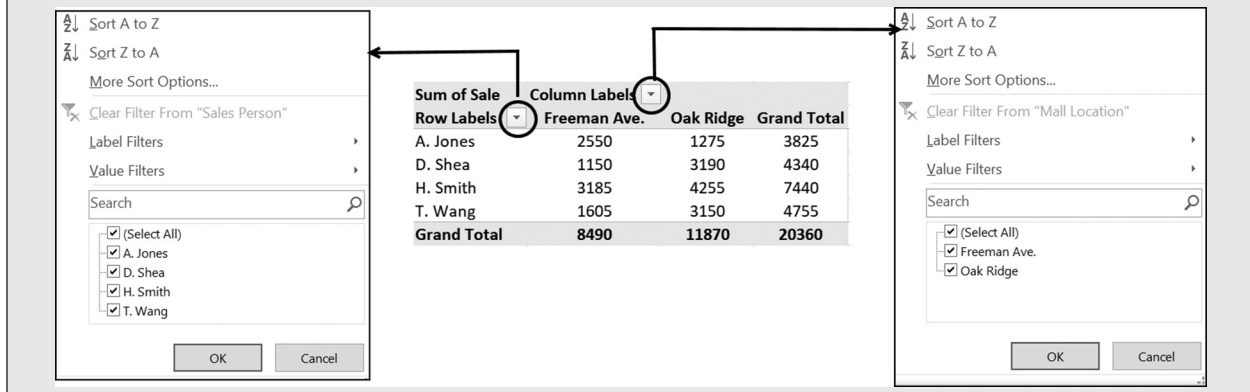 Sort A to Z
Sort Z to A
More Sort Options...
Clear Filter From "Sales Person"
Label Filters
Value Filters
Search
(Select All)
A. Jones
D. Shea
H. Smith
T. Wang
OK Cancel
Sum of Sale Column Labels
Row Labels Freeman Ave. Oak Ridge Grand Total
A. Jones 2550 1275 3825
D. Shea 1150 3190 4340
H. Smith 3185 4255 7440
T. Wang 1605 3150 4755
Grand Total 8490 11870 20360
Sort A to Z
Sort Z to A
More Sort Options...
Clear Filter From "Mall Location"
Label Filters
Value Filters
Search
(Select All)
Freeman Ave.
Oak Ridge
OK Cancel